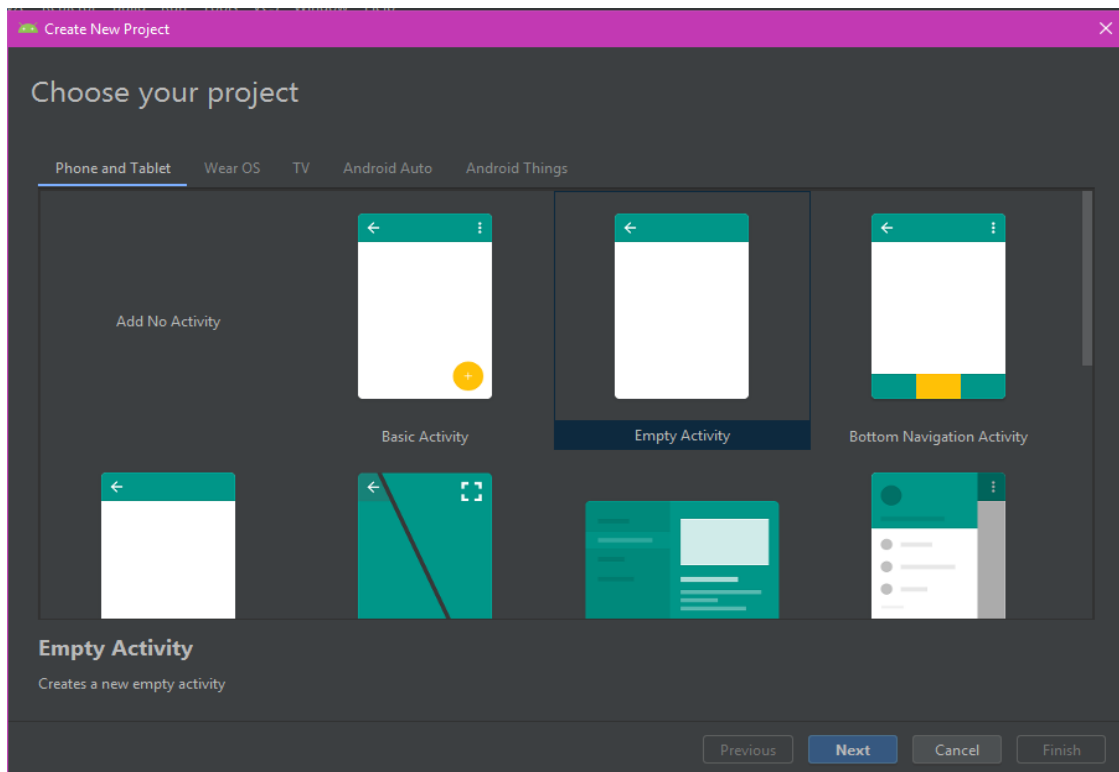 Create New Project
Choose your project
Phone and Tablet Wear OS TV Android Auto Android Things
Add No Activity
Basic Activity
Empty Activity
Bottom Navigation Activity
Empty Activity
Creates a new empty activity
Previous Next Cancel Finish